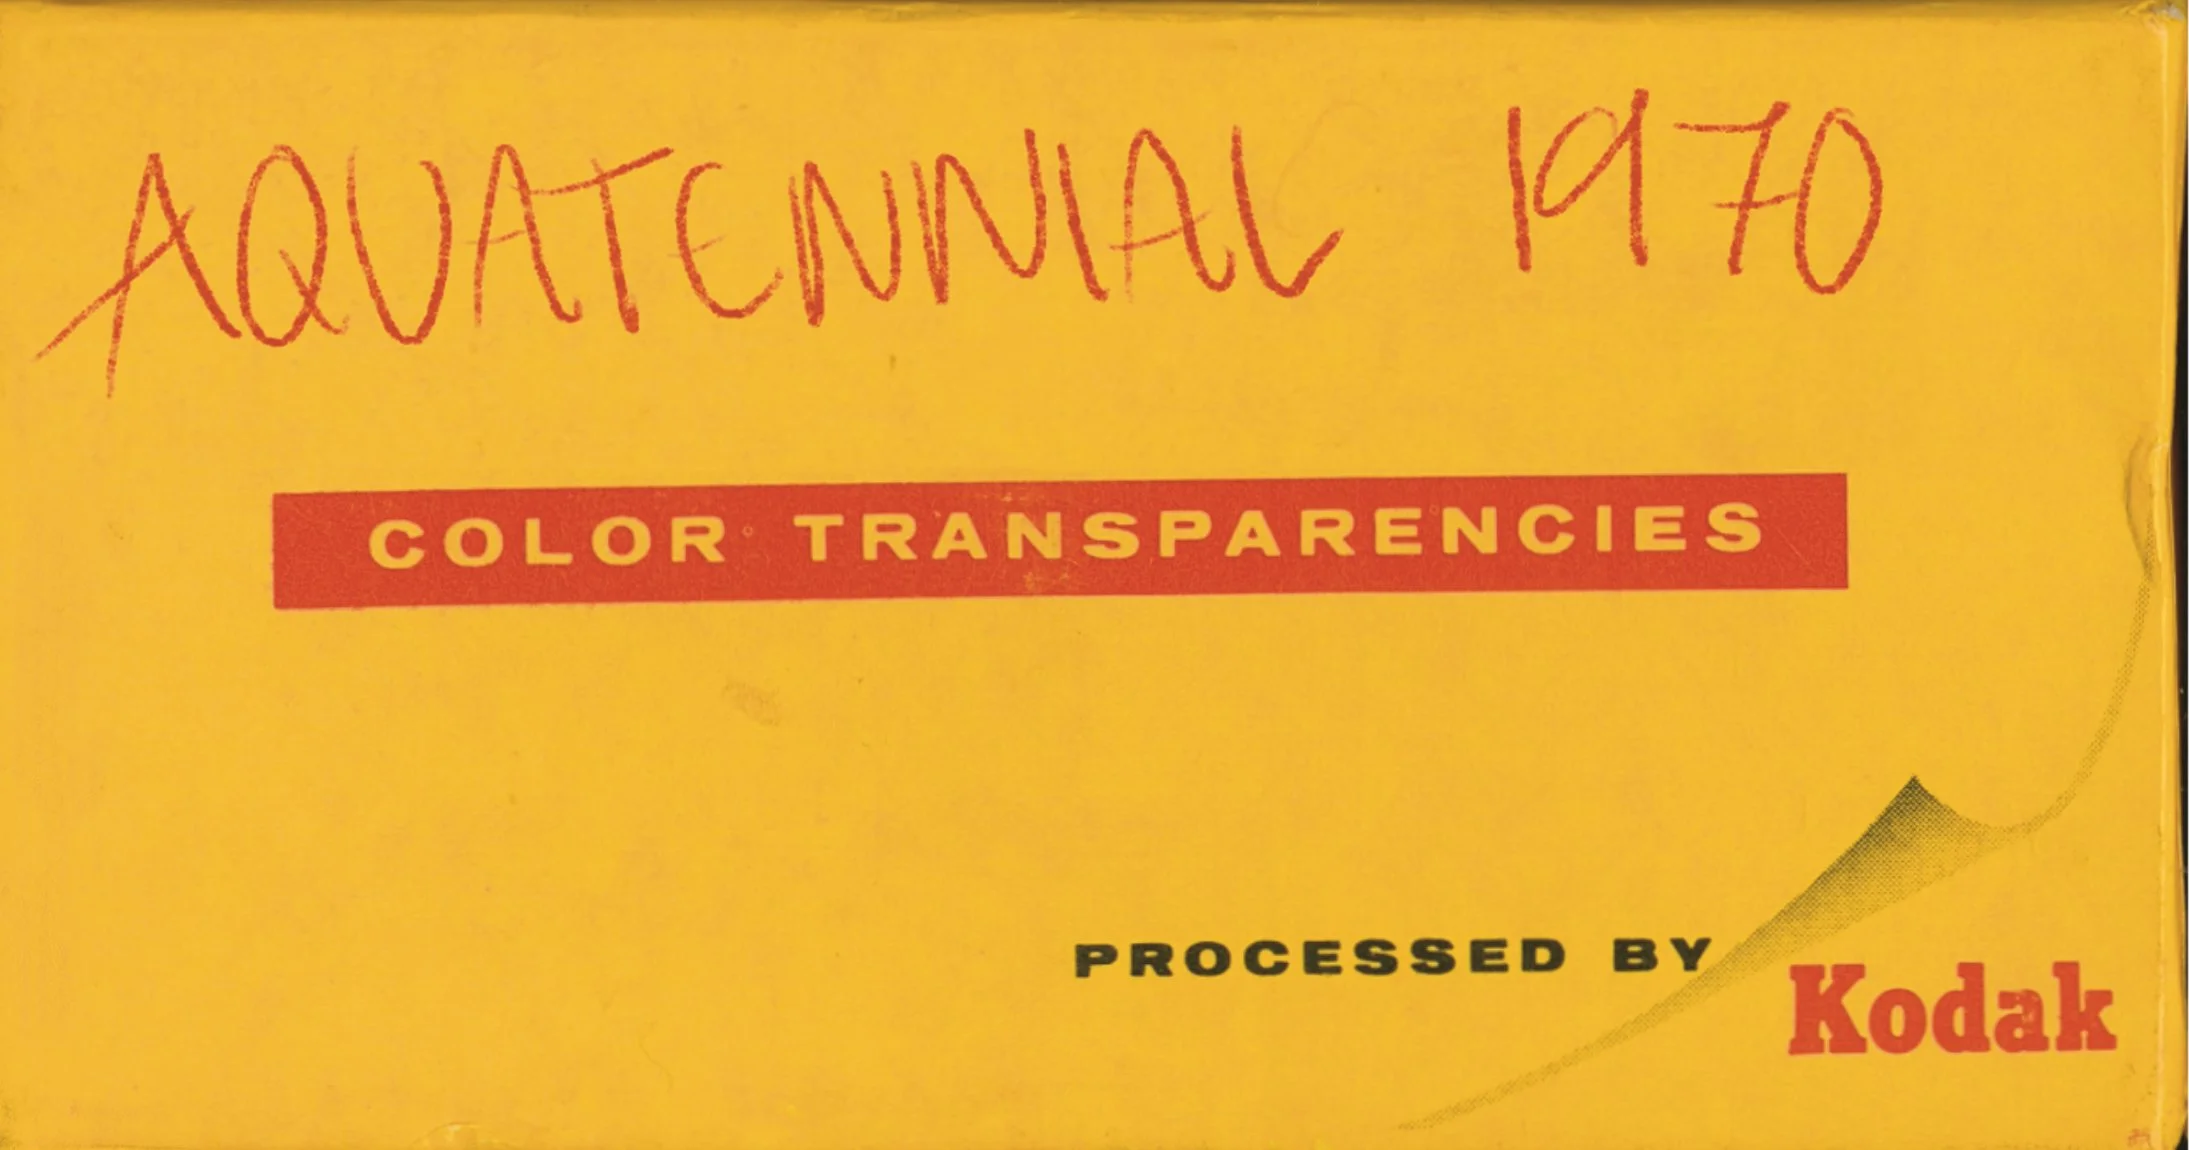 AQUATENNIAL 1970
COLOR TRANSPARENCIES
PROCESSED BY
Kodak